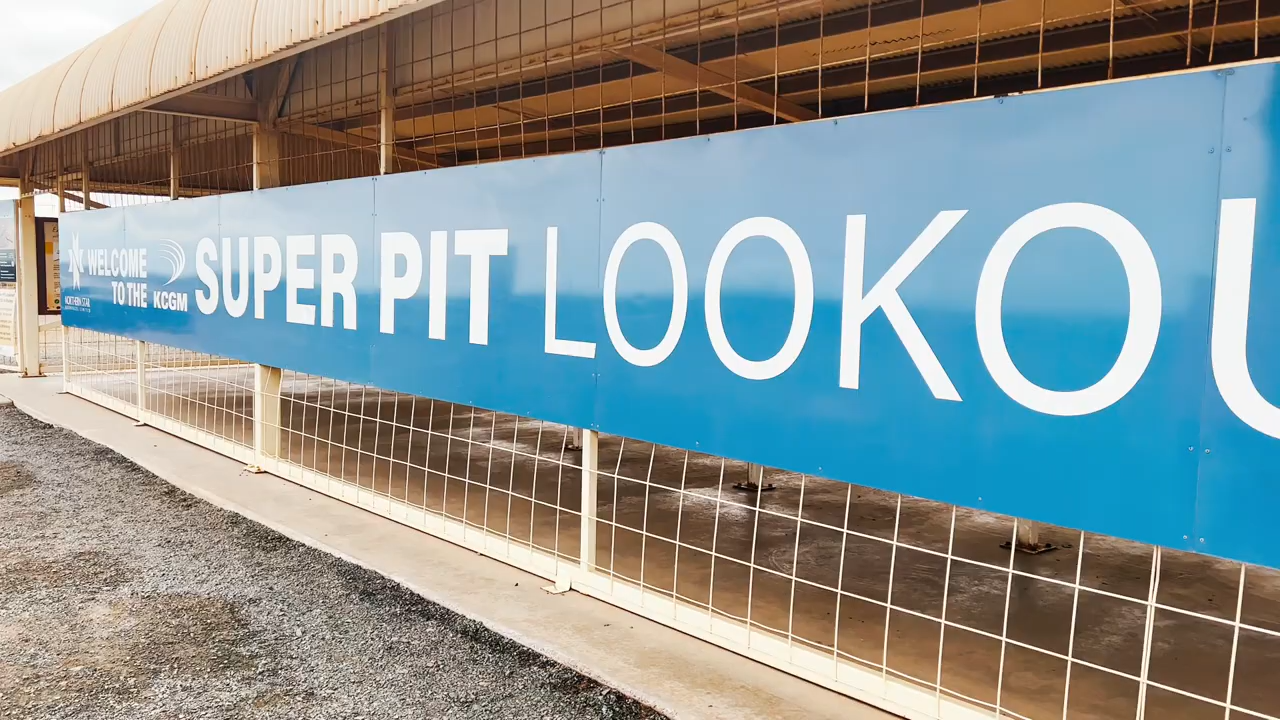 WELCOME
TO THE
NORTHERN STAR
KCGM
SUPER PIT LOOKOU